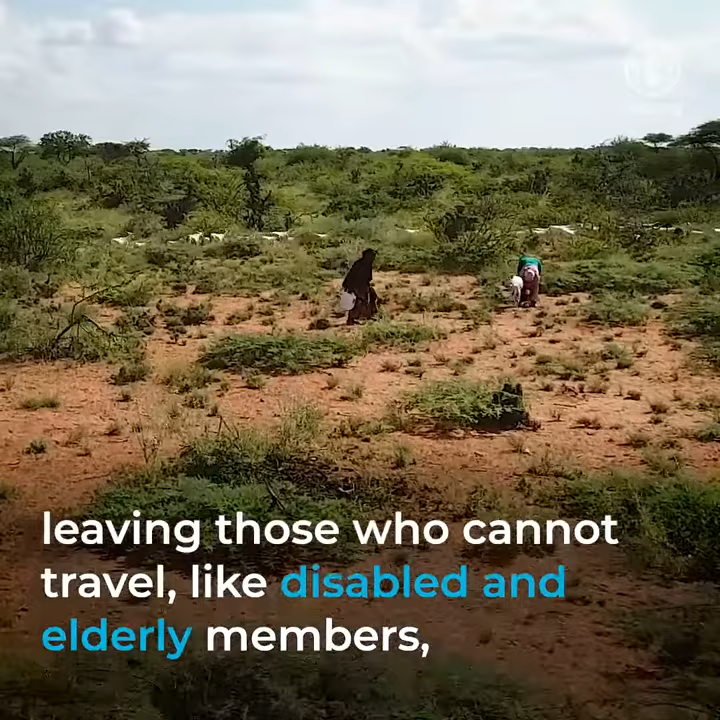 leaving those who cannot
travel, like disabled and
elderly members,